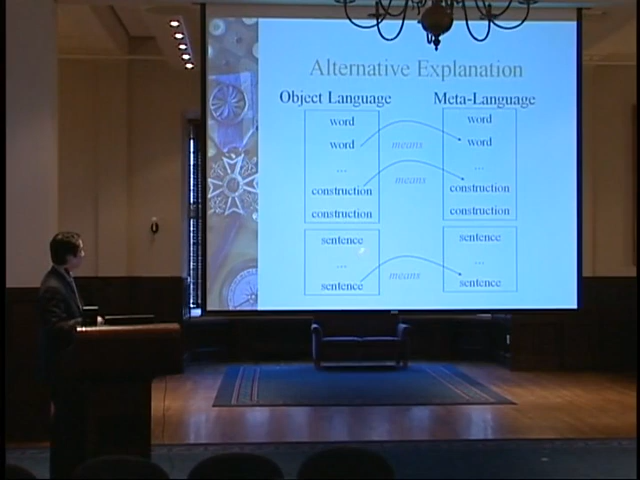 Alternative Explanation
Object Language Meta-Language
word word
word means word
... ...
construction means construction
construction construction
sentence sentence
... ...
sentence means sentence